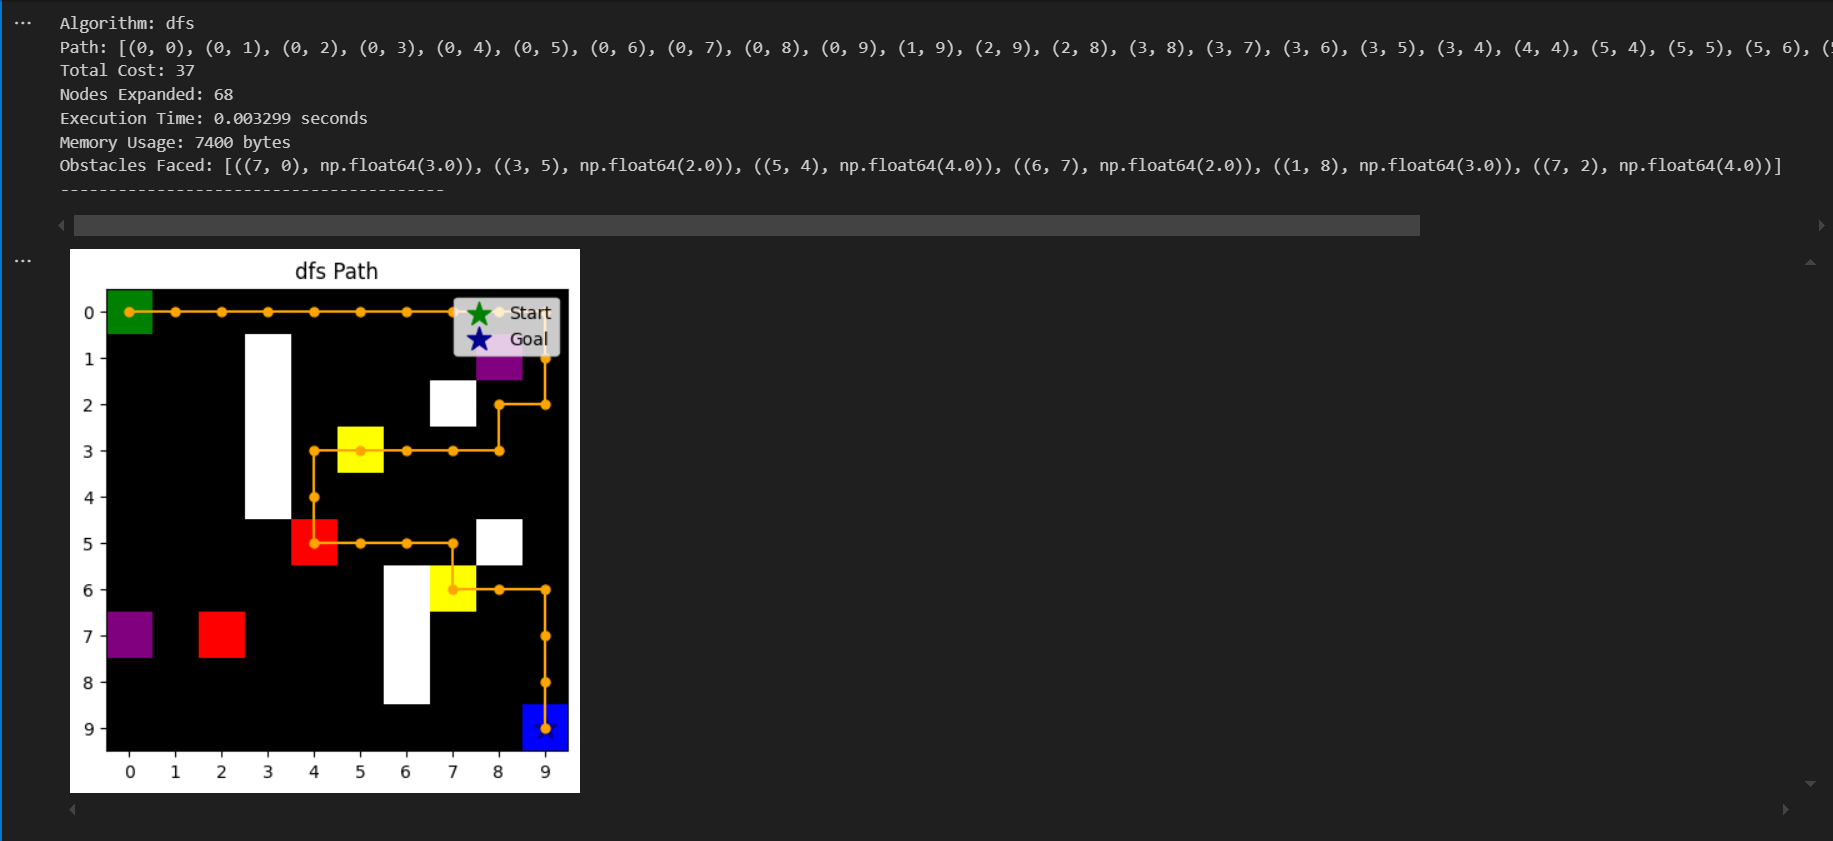 Algorithm: dfs
Path: [(0, 0), (0, 1), (0, 2), (0, 3), (0, 4), (0, 5), (0, 6), (0, 7), (0, 8), (0, 9), (1, 9), (2, 9), (2, 8), (3, 8), (3, 7), (3, 6), (3, 5), (3, 4), (4, 4), (5, 4), (5, 5), (5, 6), (
Total Cost: 37
Nodes Expanded: 68
Execution Time: 0.003299 seconds
Memory Usage: 7400 bytes
Obstacles Faced: [((7, 0), np.float64(3.0)), ((3, 5), np.float64(2.0)), ((5, 4), np.float64(4.0)), ((6, 7), np.float64(2.0)), ((1, 8), np.float64(3.0)), ((7, 2), np.float64(4.0))]
----------------------------------------
dfs Path
Start
Goal
0
1
2
3
4
5
6
7
8
9
0 1 2 3 4 5 6 7 8 9